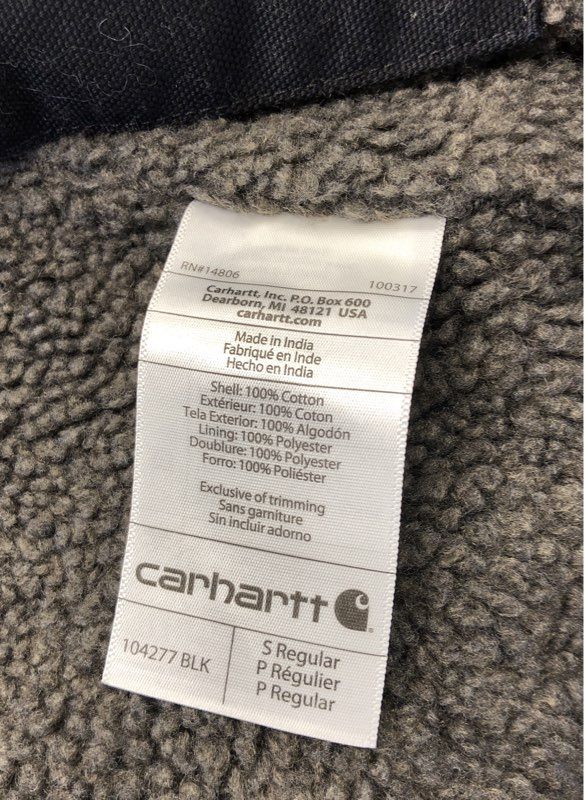 RN#14806 100317
Carhartt, Inc. P.O. Box 600
Dearborn, MI 48121 USA
carhartt.com
Made in India
Fabriqué en Inde
Hecho en India
Shell: 100% Cotton
Extérieur: 100% Coton
Tela Exterior: 100% Algodón
Lining: 100% Polyester
Doublure: 100% Polyester
Forro: 100% Poliéster
Exclusive of trimming
Sans garniture
Sin incluir adorno
carhartt
104277 BLK
S Regular
P Régulier
P Regular